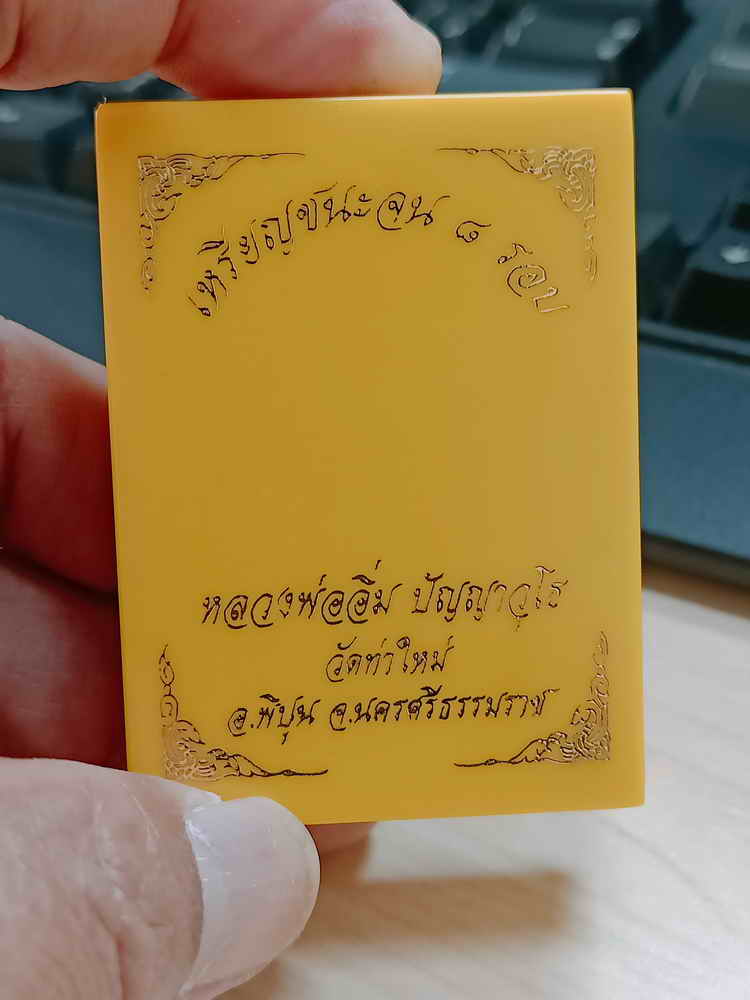 เหรียญชนะจน ๘ รอบ
หลวงพ่ออิ่ม ปัญญาวุโธ
วัดท่าใหม่
อ.พิปูน จ.นครศรีธรรมราช